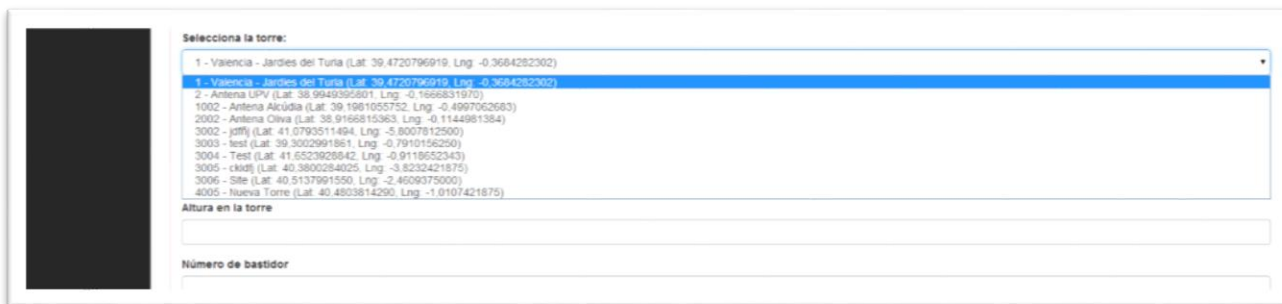 Selecciona la torre:
1 - Valencia - Jardíes del Turia (Lat: 39,4720796919, Lng: -0,3684282302)
1 - Valencia - Jardíes del Turia (Lat: 39,4720796919, Lng: -0,3684282302)
2 - Antena UPV (Lat: 38,9949395801, Lng: -0,1666831970)
1002 - Antena Alcúdia (Lat: 39,1981055752, Lng: -0,4997062683)
2002 - Antena Oliva (Lat: 38,9166815363, Lng: -0,1144981384)
3002 - jdffij (Lat: 41,0793511494, Lng: -5,8007812500)
3003 - test (Lat: 39,3002991861, Lng: -0,7910156250)
3004 - Test (Lat: 41,6523926842, Lng: -0,9118652343)
3005 - ckldfj (Lat: 40,3800284025, Lng: -3,8232421875)
3006 - Site (Lat: 40,5137991550, Lng: -2,4609375000)
4005 - Nueva Torre (Lat: 40,4803814290, Lng: -1,0107421875)
Altura en la torre
Número de bastidor